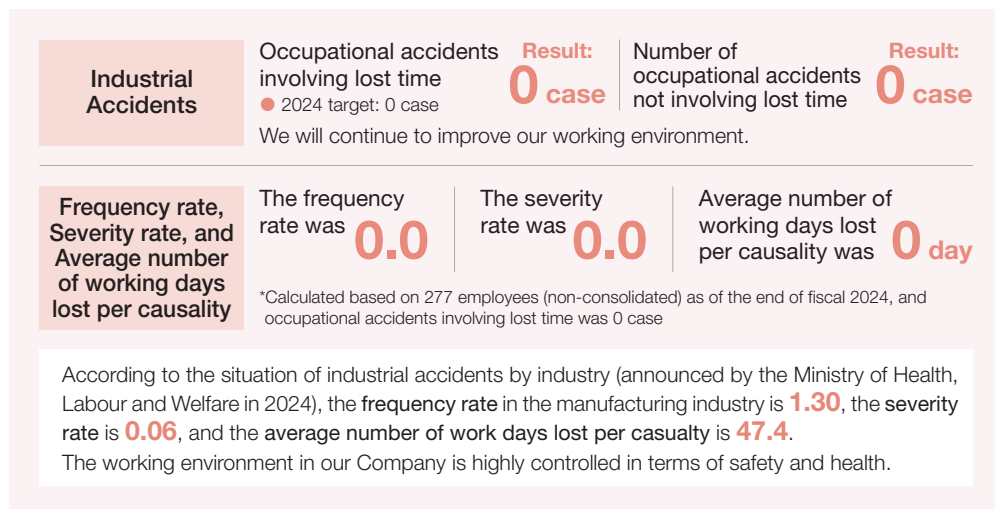 Industrial
Accidents
Occupational accidents
involving lost time
● 2024 target: 0 case
Result:
0 case
Number of
occupational accidents
not involving lost time
Result:
0 case
We will continue to improve our working environment.
Frequency rate,
Severity rate, and
Average number
of working days
lost per causality
The frequency
rate was 0.0
The severity
rate was 0.0
Average number of
working days lost
per causality was 0 day
*Calculated based on 277 employees (non-consolidated) as of the end of fiscal 2024, and
occupational accidents involving lost time was 0 case
According to the situation of industrial accidents by industry (announced by the Ministry of Health,
Labour and Welfare in 2024), the frequency rate in the manufacturing industry is 1.30, the severity
rate is 0.06, and the average number of work days lost per casualty is 47.4.
The working environment in our Company is highly controlled in terms of safety and health.